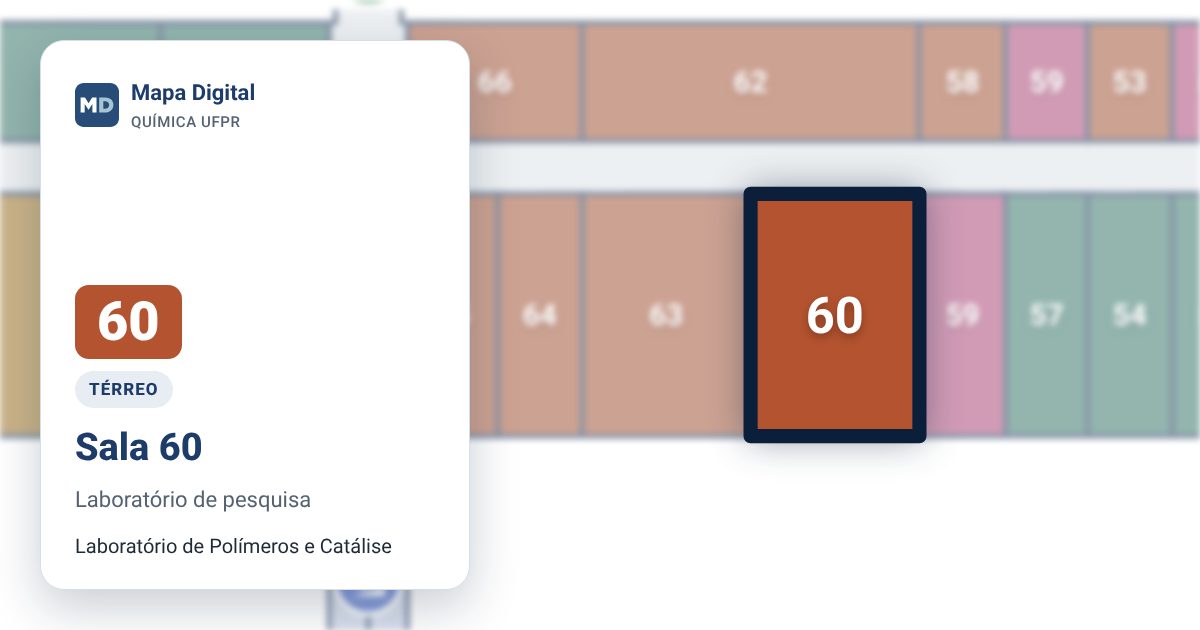 MD
Mapa Digital
QUÍMICA UFPR
60
TÉRREO
Sala 60
Laboratório de pesquisa
Laboratório de Polímeros e Catálise
66
62
58
59
53
64
63
60
59
57
54